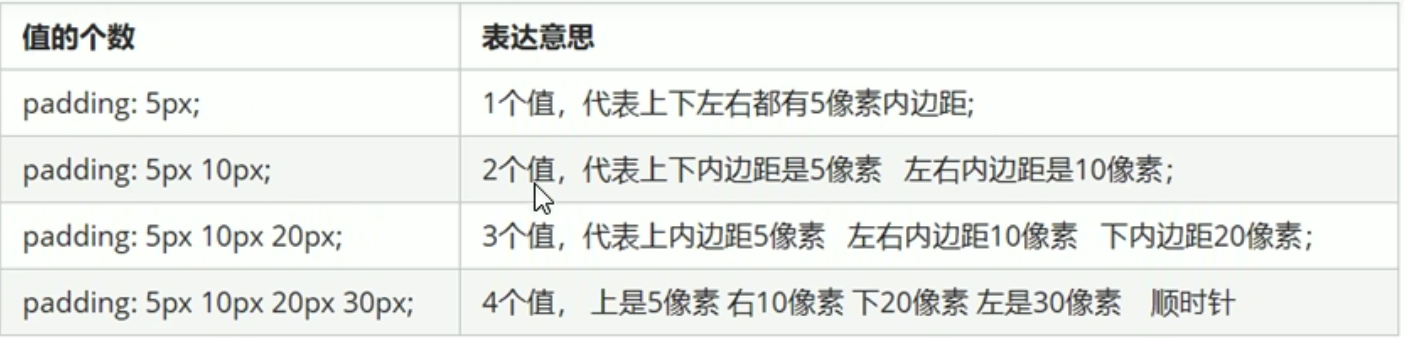 值的个数 表达意思
padding: 5px; 1个值，代表上下左右都有5像素内边距;
padding: 5px 10px; 2个值，代表上下内边距是5像素 左右内边距是10像素；
padding: 5px 10px 20px; 3个值，代表上内边距5像素 左右内边距10像素 下内边距20像素；
padding: 5px 10px 20px 30px; 4个值， 上是5像素 右10像素 下20像素 左是30像素 顺时针